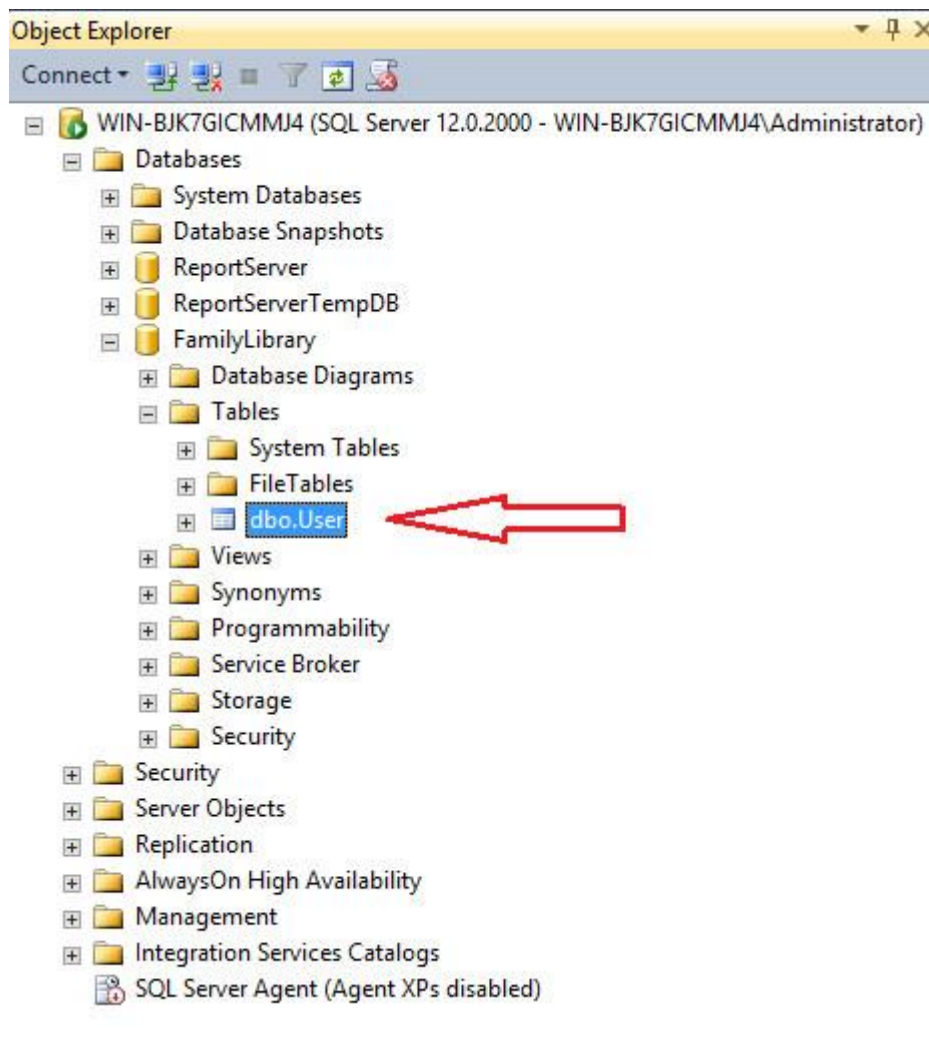 Object Explorer
Connect
WIN-BJK7GICMMJ4 (SQL Server 12.0.2000 - WIN-BJK7GICMMJ4\Administrator)
Databases
System Databases
Database Snapshots
ReportServer
ReportServerTempDB
FamilyLibrary
Database Diagrams
Tables
System Tables
FileTables
dbo.User
Views
Synonyms
Programmability
Service Broker
Storage
Security
Security
Server Objects
Replication
AlwaysOn High Availability
Management
Integration Services Catalogs
SQL Server Agent (Agent XPs disabled)